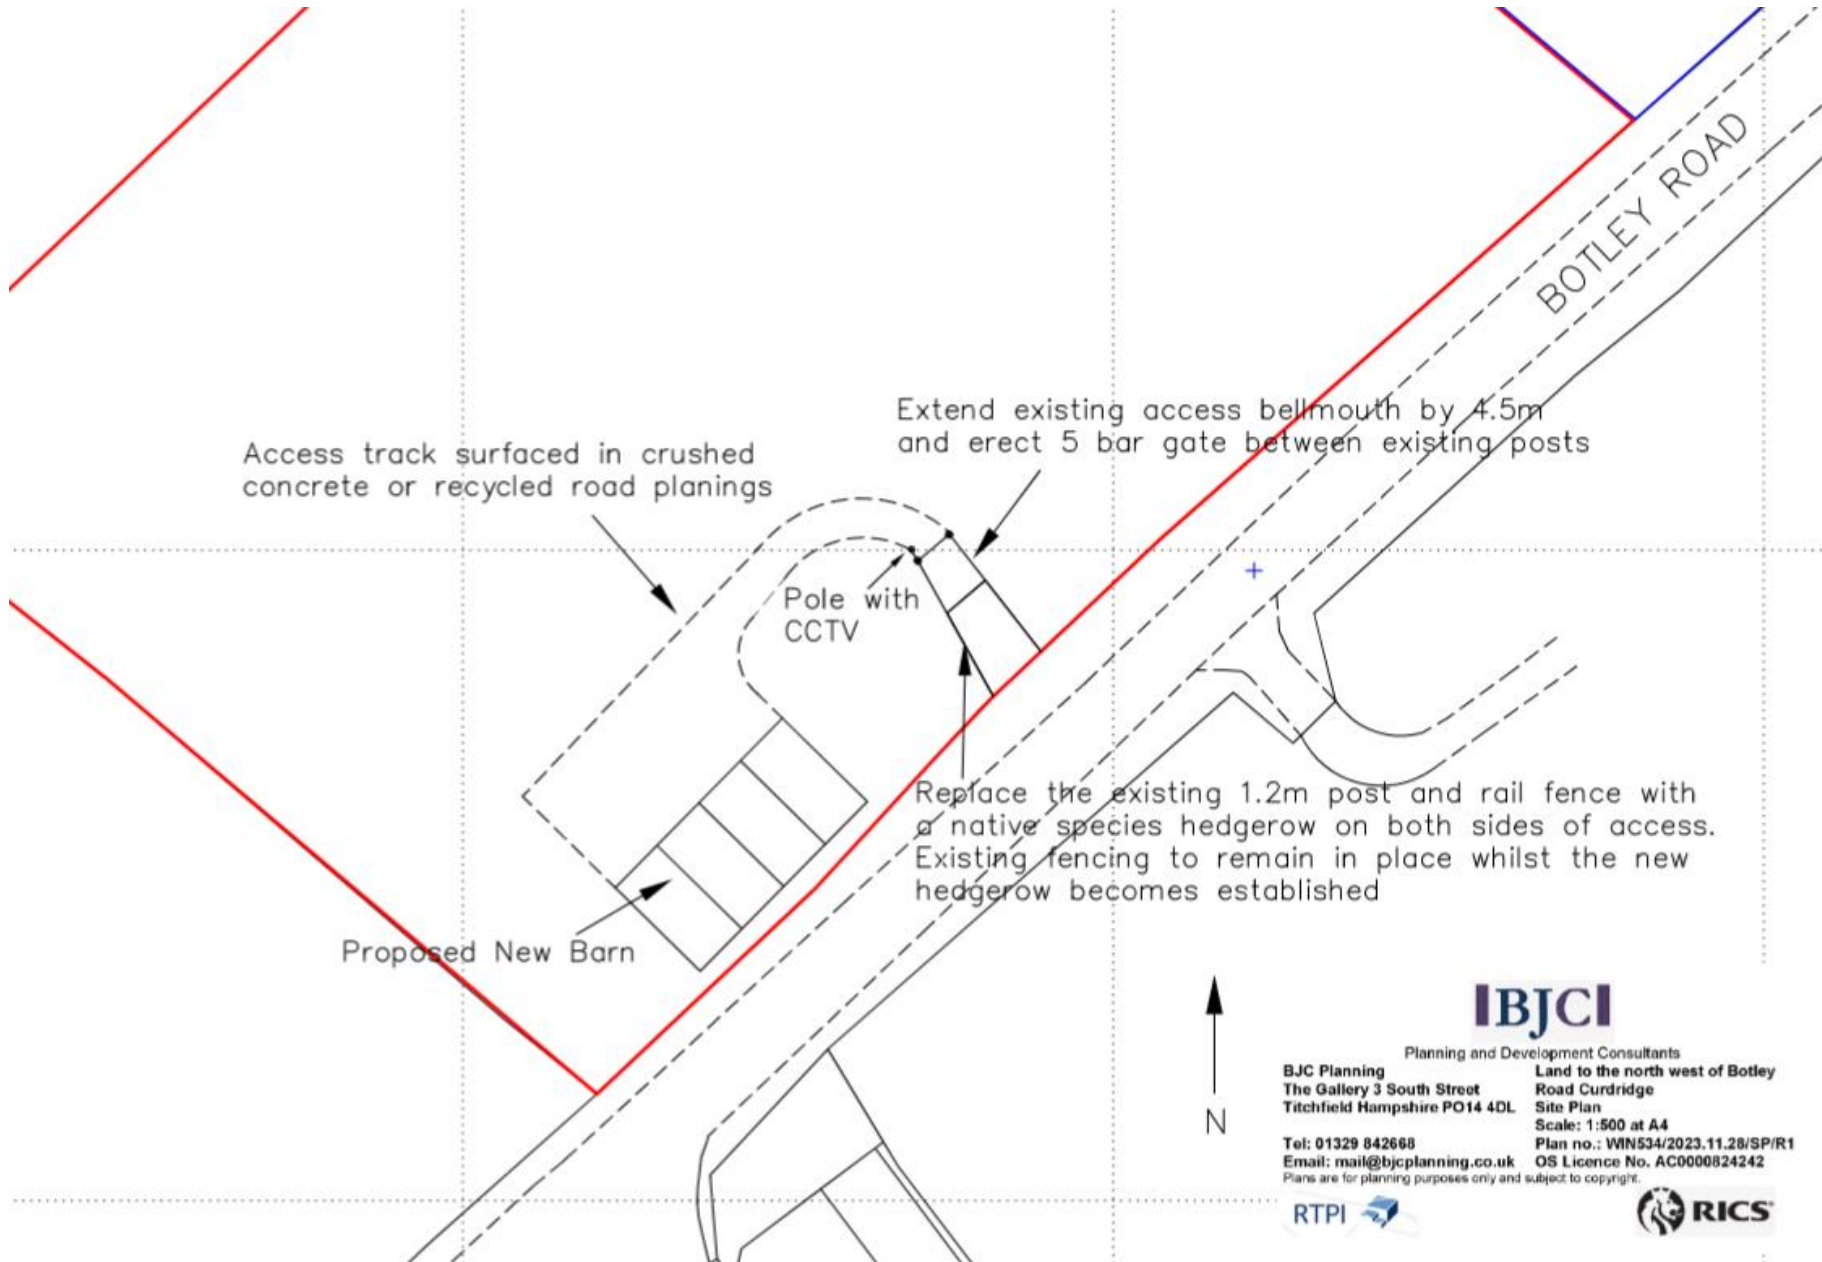 BOTLEY ROAD
Extend existing access bellmouth by 4.5m
and erect 5 bar gate between existing posts
Access track surfaced in crushed
concrete or recycled road planings
Pole with
CCTV
Replace the existing 1.2m post and rail fence with
a native species hedgerow on both sides of access.
Existing fencing to remain in place whilst the new
hedgerow becomes established
Proposed New Barn
N
BJC
Planning and Development Consultants
BJC Planning
The Gallery 3 South Street
Titchfield Hampshire PO14 4DL
Tel: 01329 842668
Email: mail@bjcplanning.co.uk
Land to the north west of Botley
Road Curdridge
Site Plan
Scale: 1:500 at A4
Plan no.: WIN534/2023.11.28/SP/R1
OS Licence No. AC0000824242
Plans are for planning purposes only and subject to copyright.
RTPI
RICS